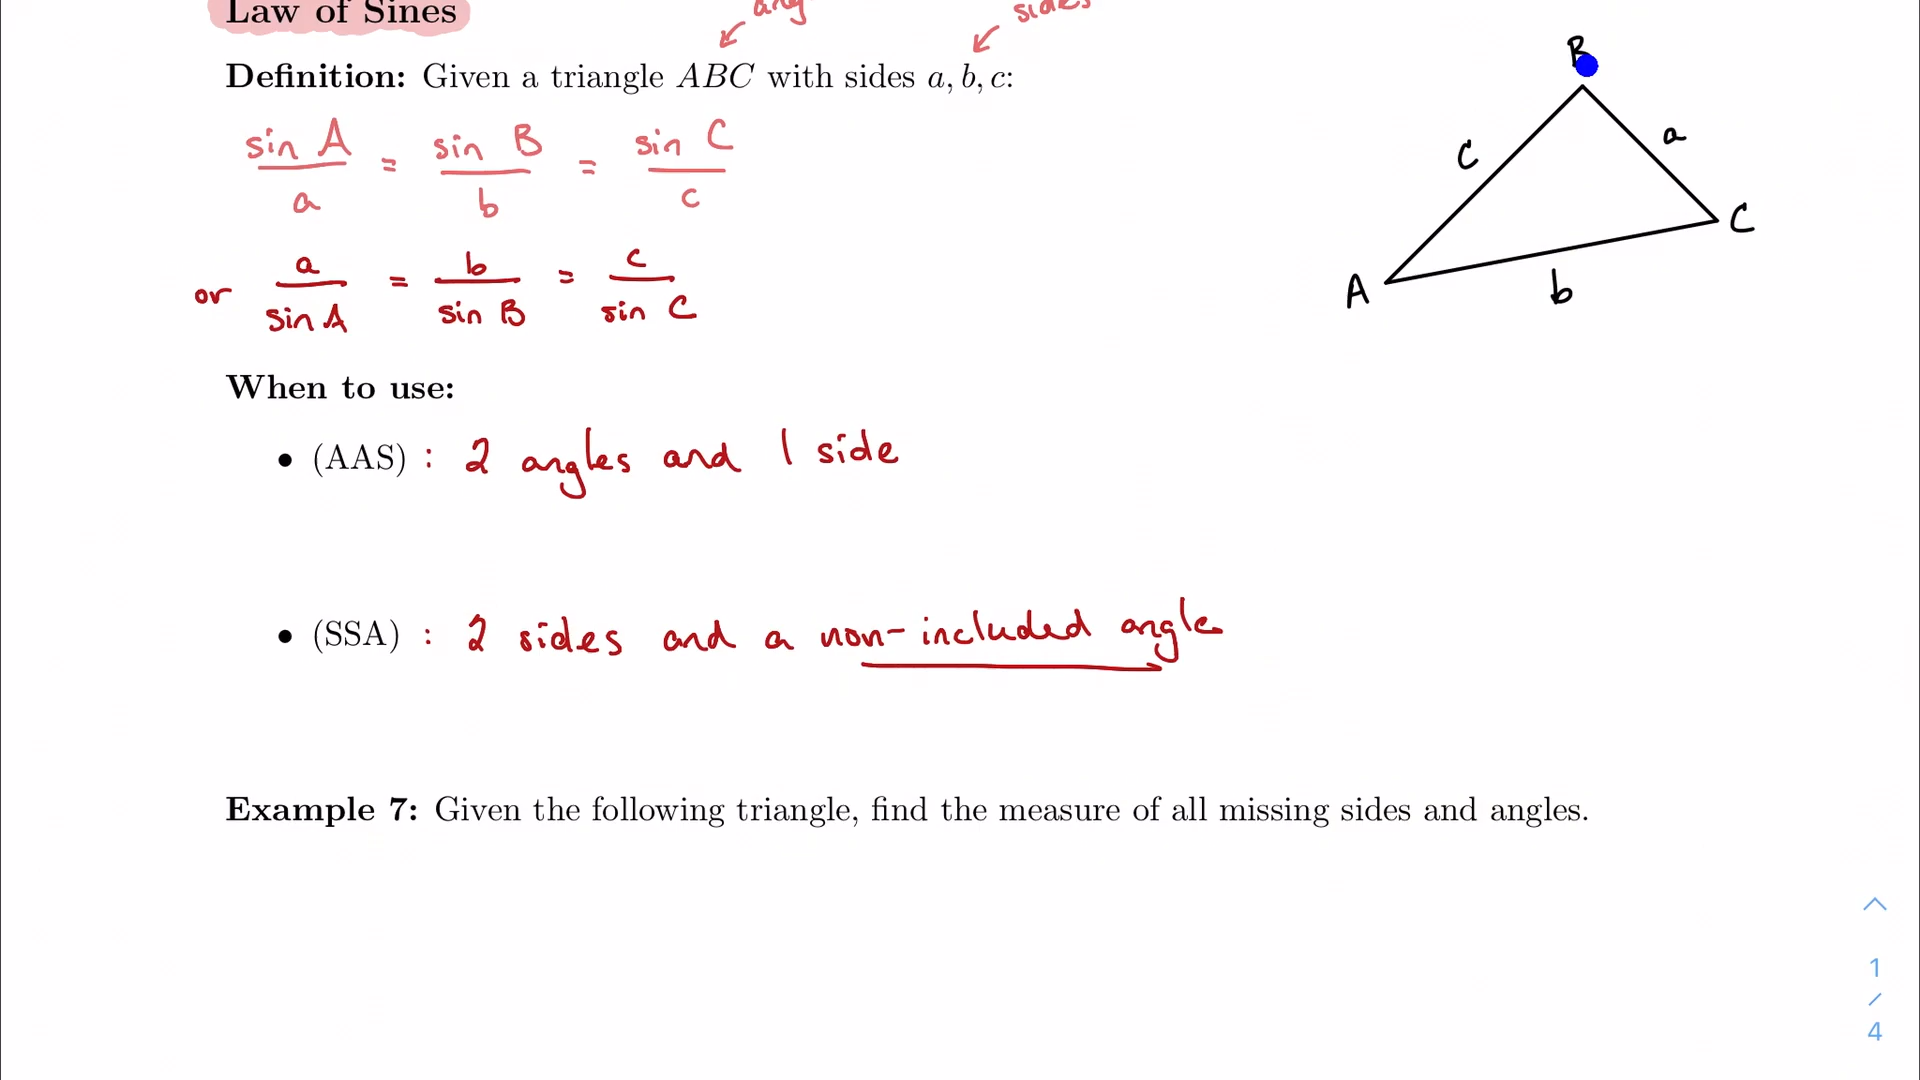 Law of Sines
sides
Definition: Given a triangle ABC with sides a, b, c:
sin A / a = sin B / b = sin C / c
or a / sin A = b / sin B = c / sin C
B
c
a
C
A
b
When to use:
• (AAS) : 2 angles and 1 side
• (SSA) : 2 sides and a non-included angle
Example 7: Given the following triangle, find the measure of all missing sides and angles.
1
/
4